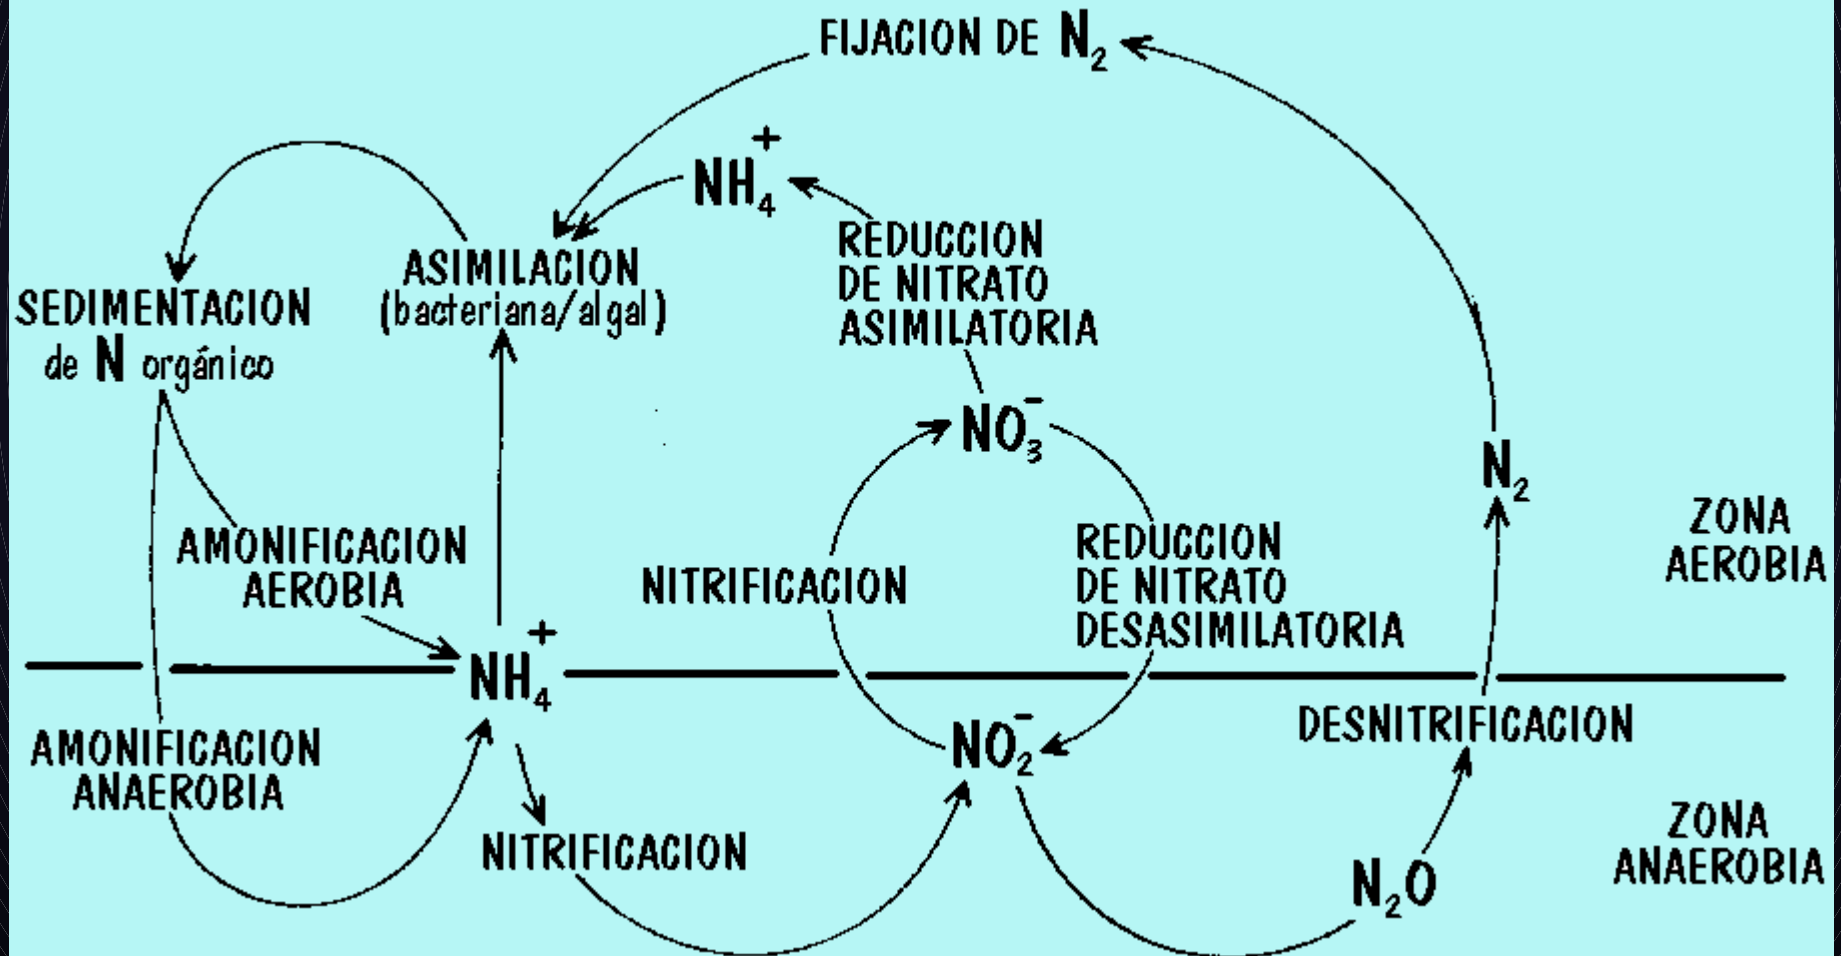 FIJACION DE N₂
NH₄⁺
REDUCCION
DE NITRATO
ASIMILATORIA
ASIMILACION
(bacteriana/algal)
SEDIMENTACION
de N orgánico
NO₃⁻
N₂
ZONA
AEROBIA
AMONIFICACION
AEROBIA
NITRIFICACION
REDUCCION
DE NITRATO
DESASIMILATORIA
NH₄⁺
NO₂⁻
DESNITRIFICACION
AMONIFICACION
ANAEROBIA
NITRIFICACION
N₂O
ZONA
ANAEROBIA